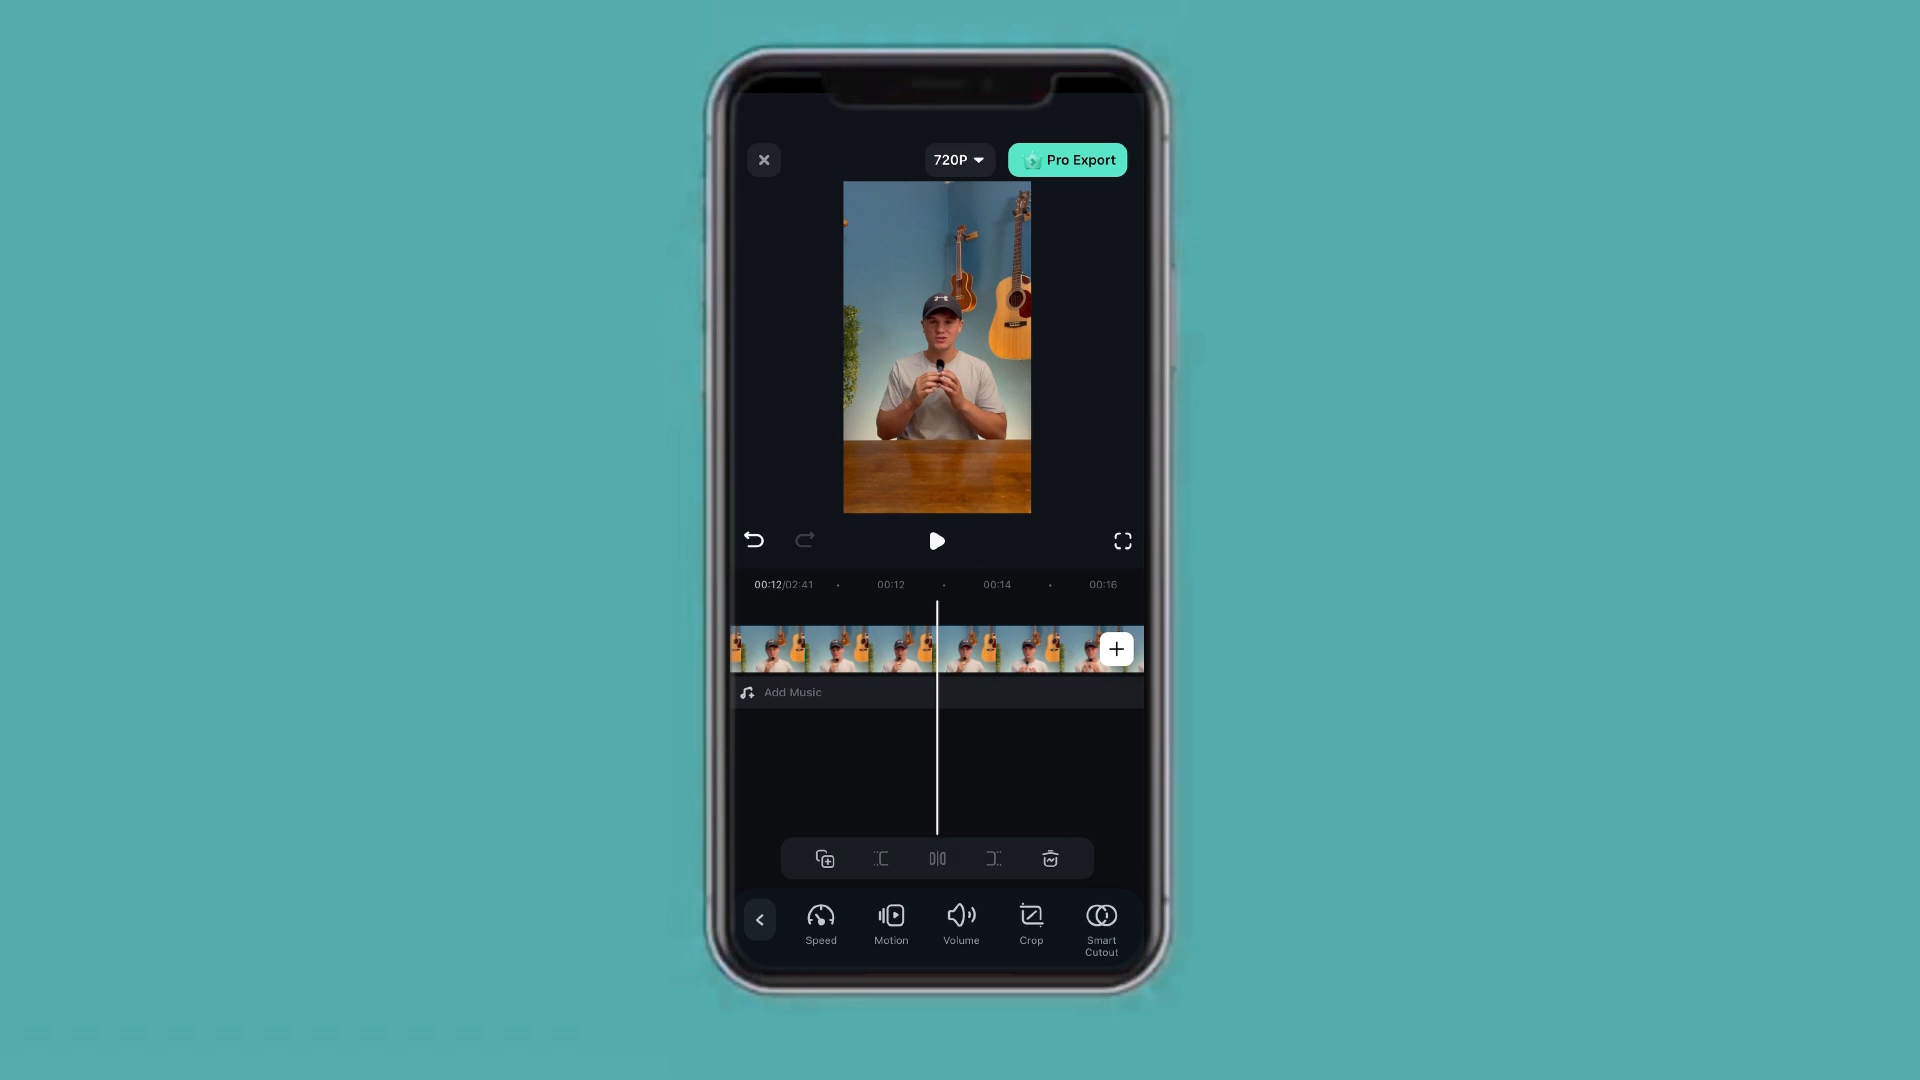 720P
Pro Export
00:12/02:41
00:12
00:14
00:16
Add Music
Speed
Motion
Volume
Crop
Smart
Cutout